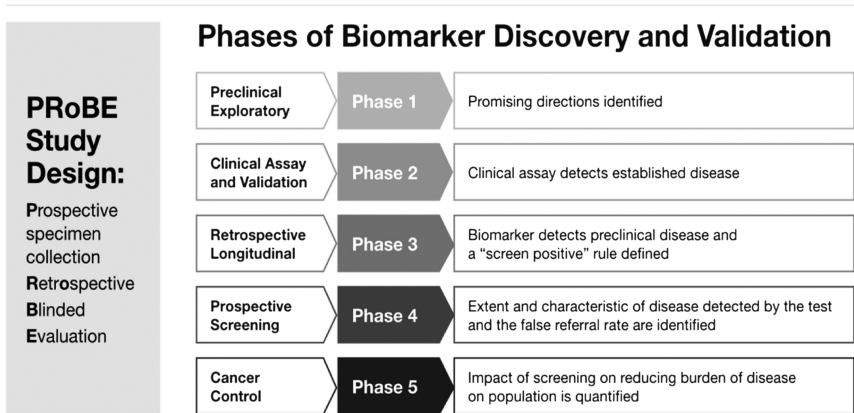 Phases of Biomarker Discovery and Validation
PRoBE
Study
Design:
Prospective
specimen
collection
Retrospective
Blinded
Evaluation
Preclinical
Exploratory
Phase 1
Promising directions identified
Clinical Assay
and Validation
Phase 2
Clinical assay detects established disease
Retrospective
Longitudinal
Phase 3
Biomarker detects preclinical disease and
a “screen positive” rule defined
Prospective
Screening
Phase 4
Extent and characteristic of disease detected by the test
and the false referral rate are identified
Cancer
Control
Phase 5
Impact of screening on reducing burden of disease
on population is quantified